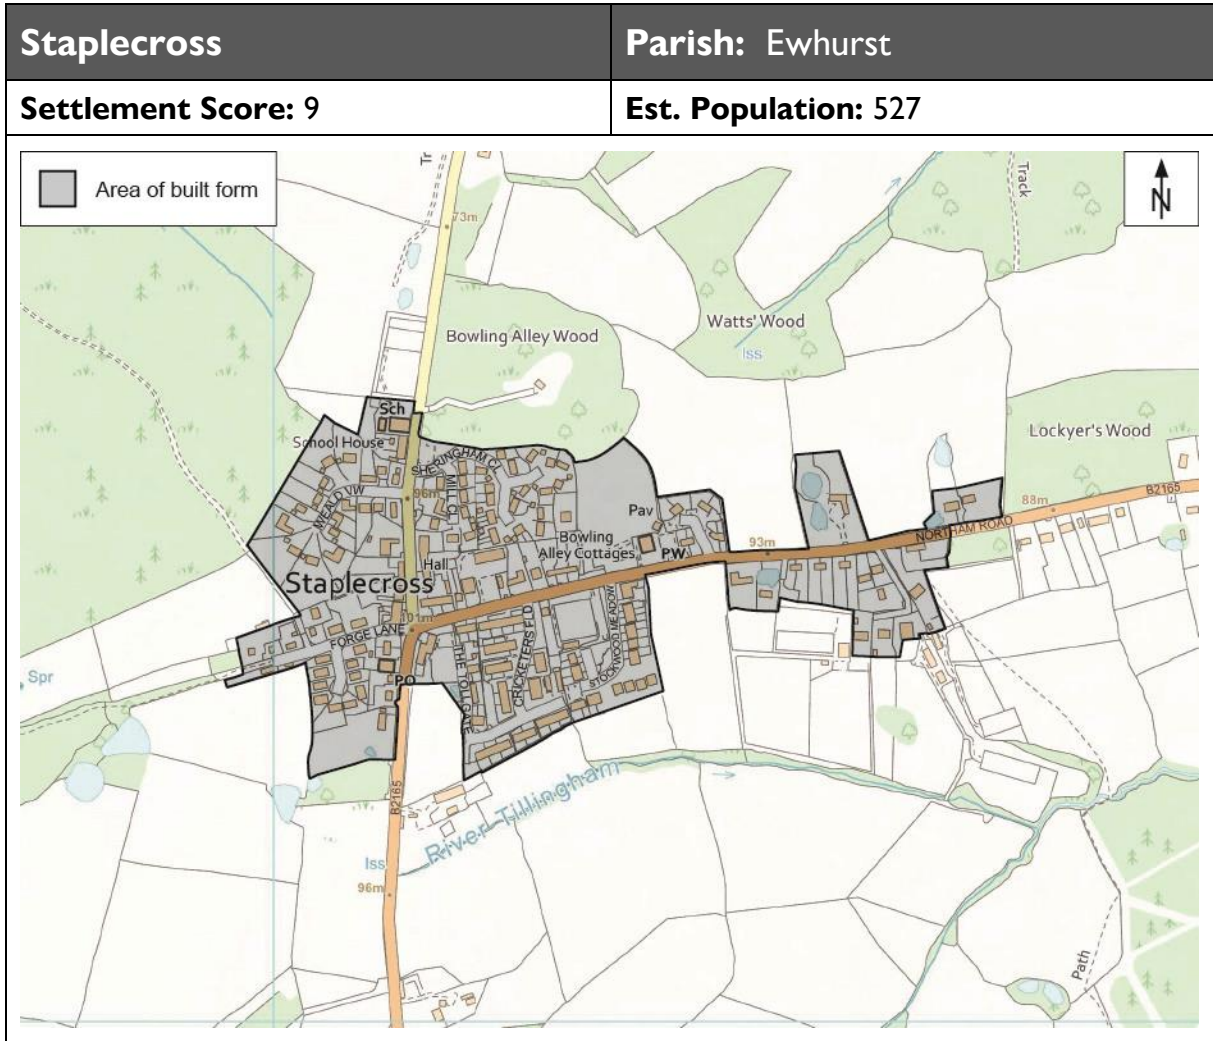 Staplecross
Parish: Ewhurst
Settlement Score: 9
Est. Population: 527
Area of built form
N
Tr
Track
73m
Bowling Alley Wood
Watts' Wood
Iss
Sch
School House
Lockyer's Wood
SHERINGHAM CL
MILL CL
96m
WEALD VW
88m
B2165
NORTHAM ROAD
Pav
Bowling
Alley Cottages
PW
93m
Hall
Staplecross
101m
FORGE LANE
PO
THE TOLLGATE
CRICKETERS FLD
STOCKWOOD MEADOW
Spr
B2165
River Tillingham
Iss
96m
Path